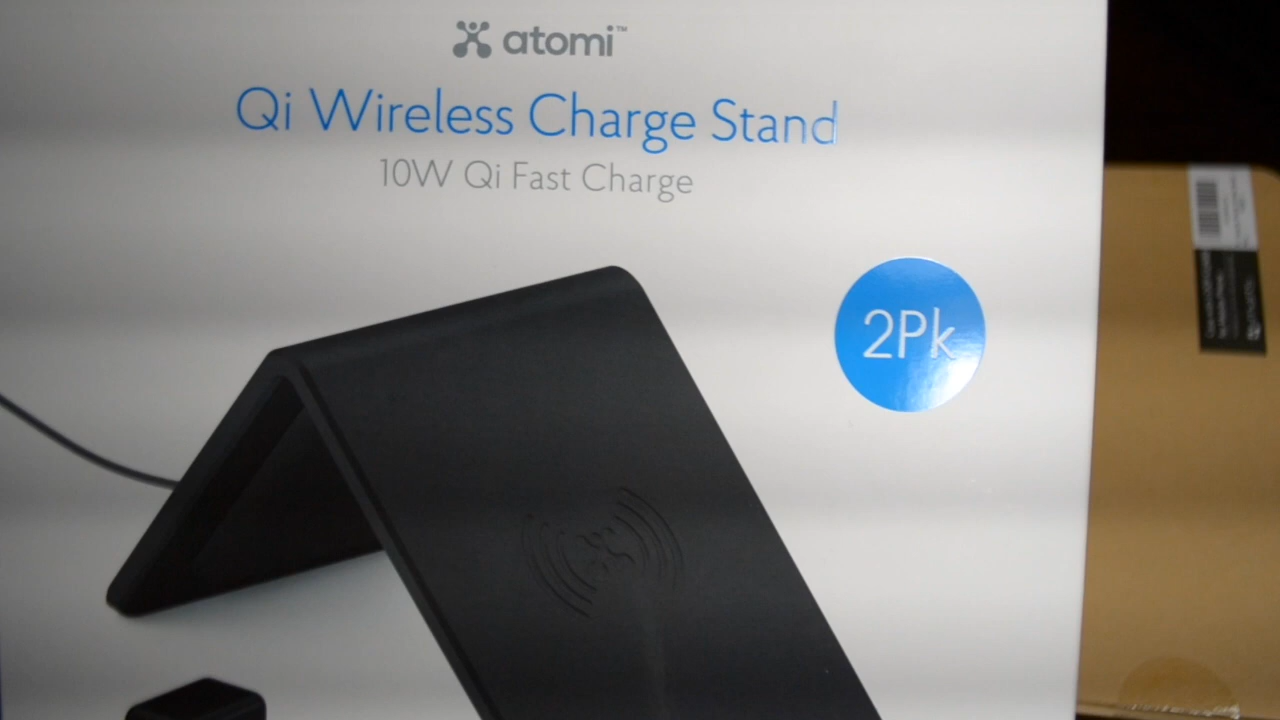 atomi™
Qi Wireless Charge Stand
10W Qi Fast Charge
2Pk